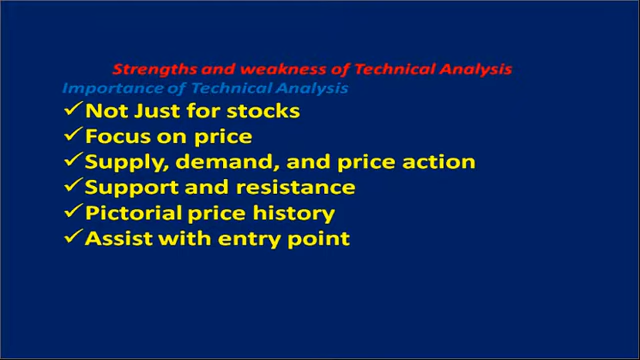 Strengths and weakness of Technical Analysis
Importance of Technical Analysis
✓Not Just for stocks
✓Focus on price
✓Supply, demand, and price action
✓Support and resistance
✓Pictorial price history
✓Assist with entry point